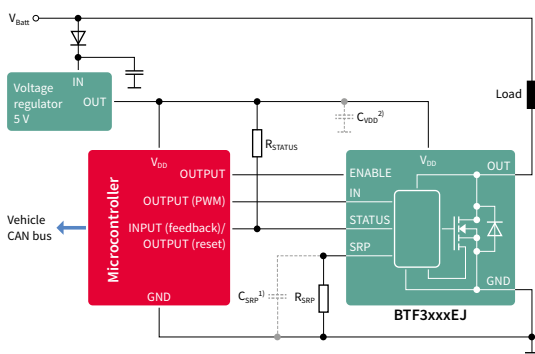 V_Batt
IN
Voltage
regulator
5 V
OUT
Load
C_VDD 2)
R_STATUS
V_DD
V_DD
OUT
Microcontroller
OUTPUT
ENABLE
OUTPUT (PWM)
IN
Vehicle
CAN bus
INPUT (feedback)/
OUTPUT (reset)
STATUS
SRP
GND
C_SRP 1)
R_SRP
GND
BTF3xxxEJ